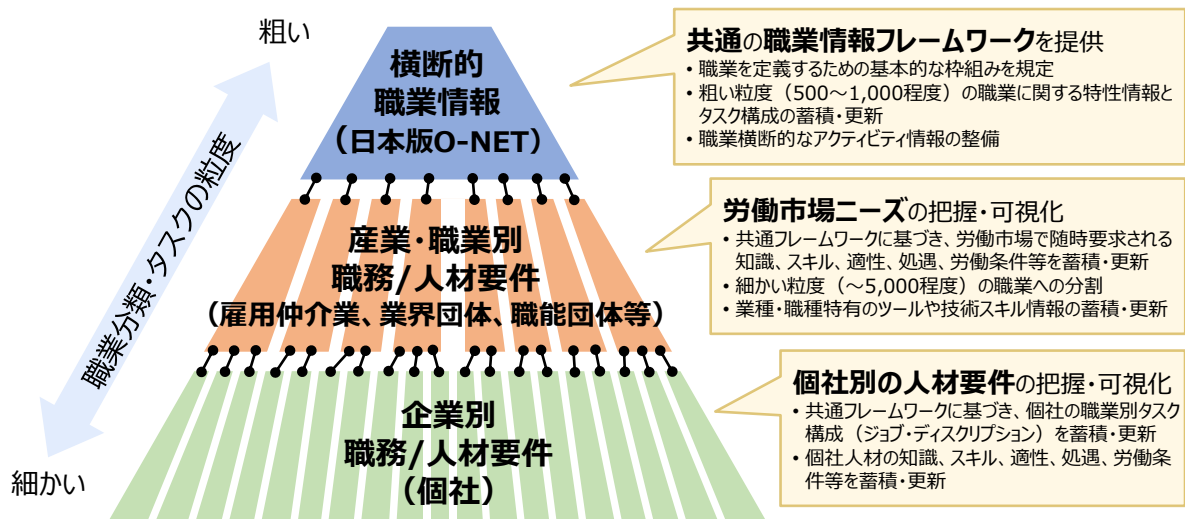 粗い
職業分類・タスクの粒度
細かい
横断的
職業情報
（日本版O-NET）
共通の職業情報フレームワークを提供
・職業を定義するための基本的な枠組みを規定
・粗い粒度（500～1,000程度）の職業に関する特性情報と
タスク構成の蓄積・更新
・職業横断的なアクティビティ情報の整備
産業・職業別
職務/人材要件
（雇用仲介業、業界団体、職能団体等）
労働市場ニーズの把握・可視化
・共通フレームワークに基づき、労働市場で随時要求される
知識、スキル、適性、処遇、労働条件等を蓄積・更新
・細かい粒度（～5,000程度）の職業への分割
・業種・職種特有のツールや技術スキル情報の蓄積・更新
企業別
職務/人材要件
（個社）
個社別の人材要件の把握・可視化
・共通フレームワークに基づき、個社の職業別タスク
構成（ジョブ・ディスクリプション）を蓄積・更新
・個社人材の知識、スキル、適性、処遇、労働条
件等を蓄積・更新